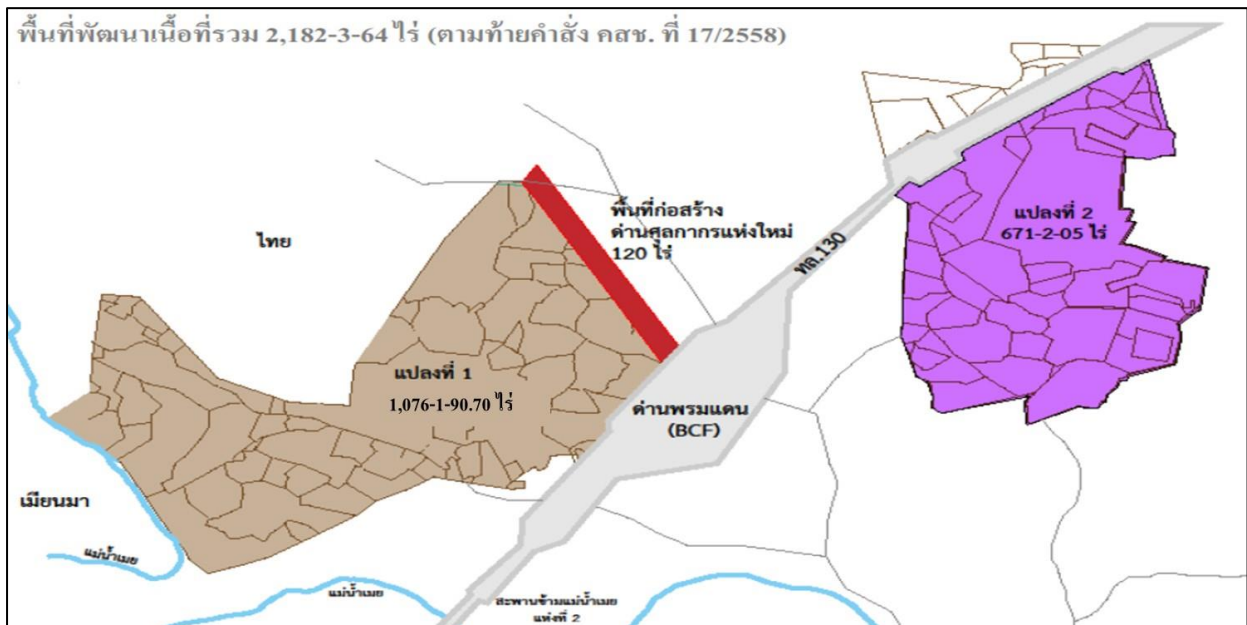 พื้นที่พัฒนาเนื้อที่รวม 2,182-3-64 ไร่ (ตามท้ายคำสั่ง คสช. ที่ 17/2558)
ไทย
พื้นที่ก่อสร้าง
ด่านศุลกากรแห่งใหม่
120 ไร่
ทล.130
แปลงที่ 2
671-2-05 ไร่
แปลงที่ 1
1,076-1-90.70 ไร่
ด่านพรมแดน
(BCF)
เมียนมา
แม่น้ำเมย
แม่น้ำเมย
สะพานข้ามแม่น้ำเมย
แห่งที่ 2